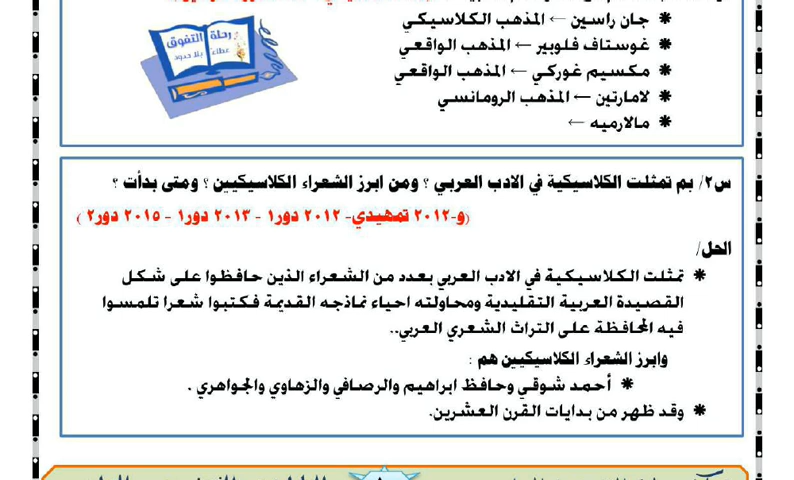 * جان راسين ← المذهب الكلاسيكي
* غوستاف فلوبير ← المذهب الواقعي
* مكسيم غوركي ← المذهب الواقعي
* لامارتين ← المذهب الرومانسي
* مالارميه ←
رحلة التفوق
عطاء بلا حدود
س٢/ بم تمثلت الكلاسيكية في الادب العربي ؟ ومن ابرز الشعراء الكلاسيكيين ؟ ومتى بدأت ؟
(و-٢٠١٢ تمهيدي- ٢٠١٢ دور١ - ٢٠١٣ دور١ - ٢٠١٥ دور٢ )
الحل/
* تمثلت الكلاسيكية في الادب العربي بعدد من الشعراء الذين حافظوا على شكل
القصيدة العربية التقليدية ومحاولته احياء نماذجه القديمة فكتبوا شعرا تلمسوا
فيه المحافظة على التراث الشعري العربي..
وابرز الشعراء الكلاسيكيين هم :
* أحمد شوقي وحافظ ابراهيم والرصافي والزهاوي والجواهري .
* وقد ظهر من بدايات القرن العشرين.